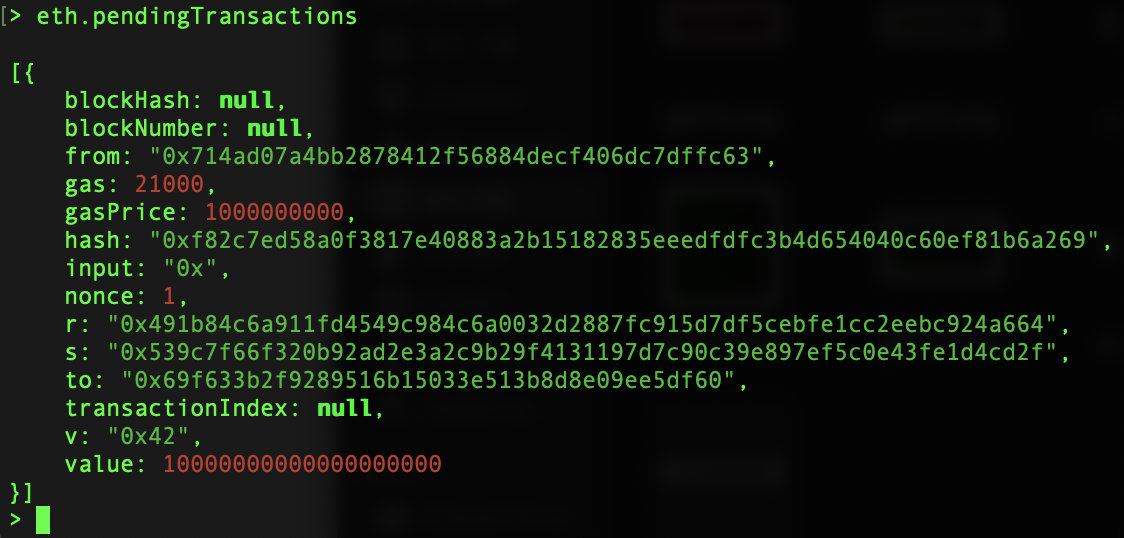 [> eth.pendingTransactions
[{
blockHash: null,
blockNumber: null,
from: "0x714ad07a4bb2878412f56884decf406dc7dffc63",
gas: 21000,
gasPrice: 1000000000,
hash: "0xf82c7ed58a0f3817e40883a2b15182835eeedfdfc3b4d654040c60ef81b6a269",
input: "0x",
nonce: 1,
r: "0x491b84c6a911fd4549c984c6a0032d2887fc915d7df5cebfe1cc2eebc924a664",
s: "0x539c7f66f320b92ad2e3a2c9b29f4131197d7c90c39e897ef5c0e43fe1d4cd2f",
to: "0x69f633b2f9289516b15033e513b8d8e09ee5df60",
transactionIndex: null,
v: "0x42",
value: 100000000000000000000
}]
>